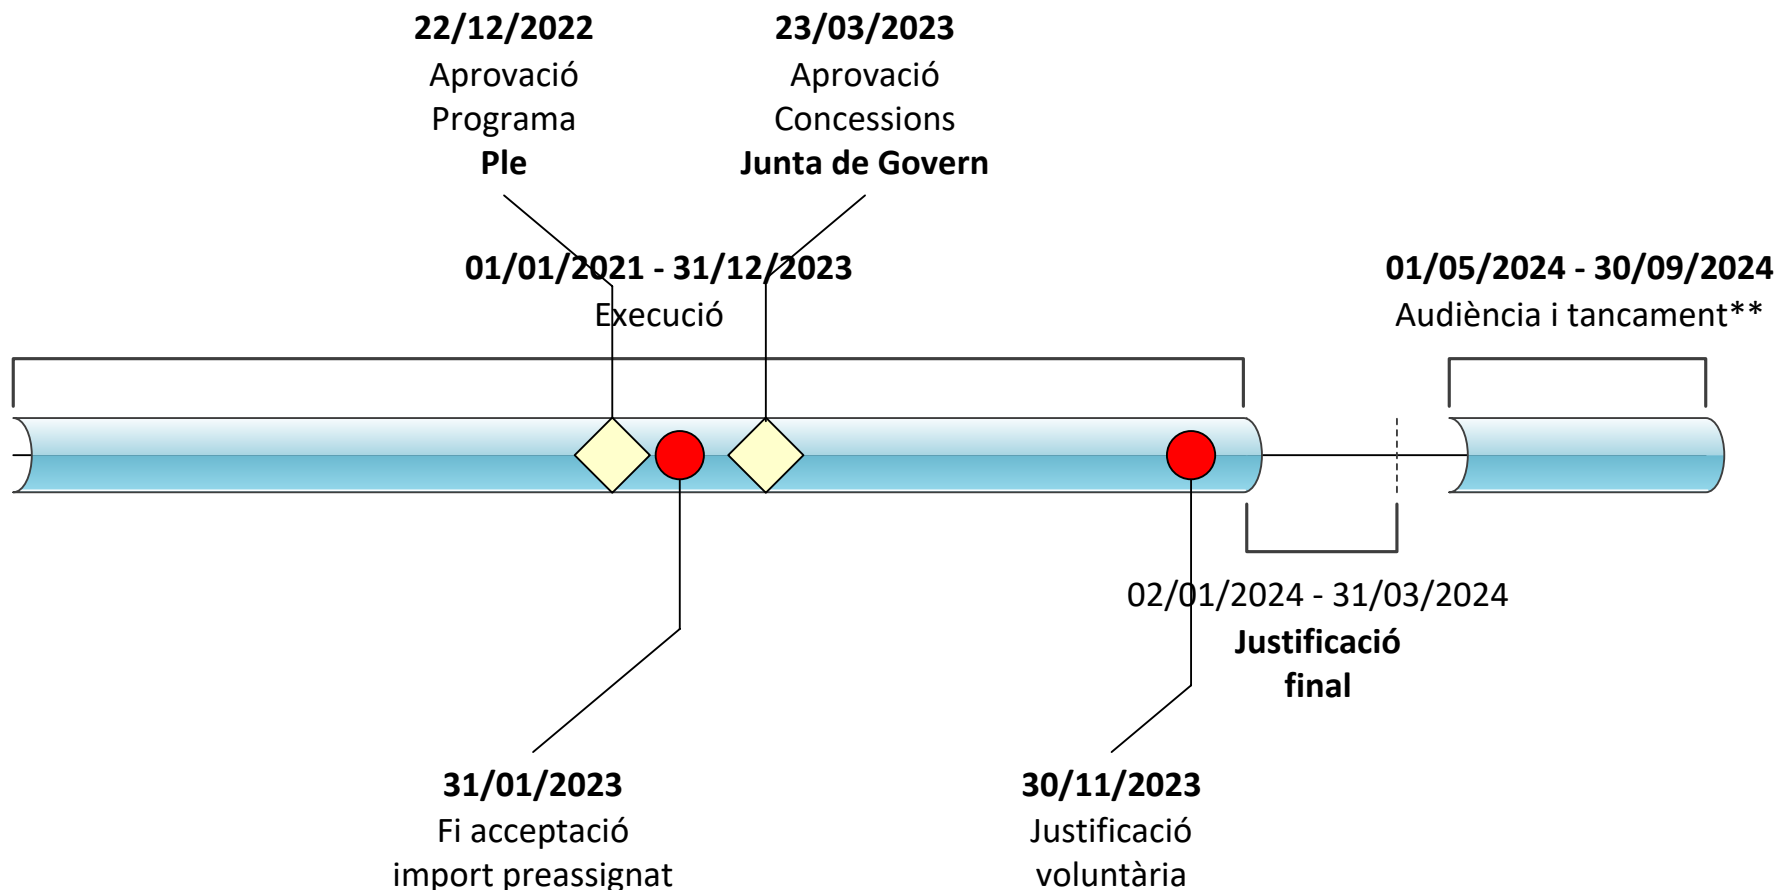 22/12/2022
Aprovació
Programa
Ple
23/03/2023
Aprovació
Concessions
Junta de Govern
01/01/2021 - 31/12/2023
Execució
01/05/2024 - 30/09/2024
Audiència i tancament**
02/01/2024 - 31/03/2024
Justificació
final
31/01/2023
Fi acceptació
import preassignat
30/11/2023
Justificació
voluntària